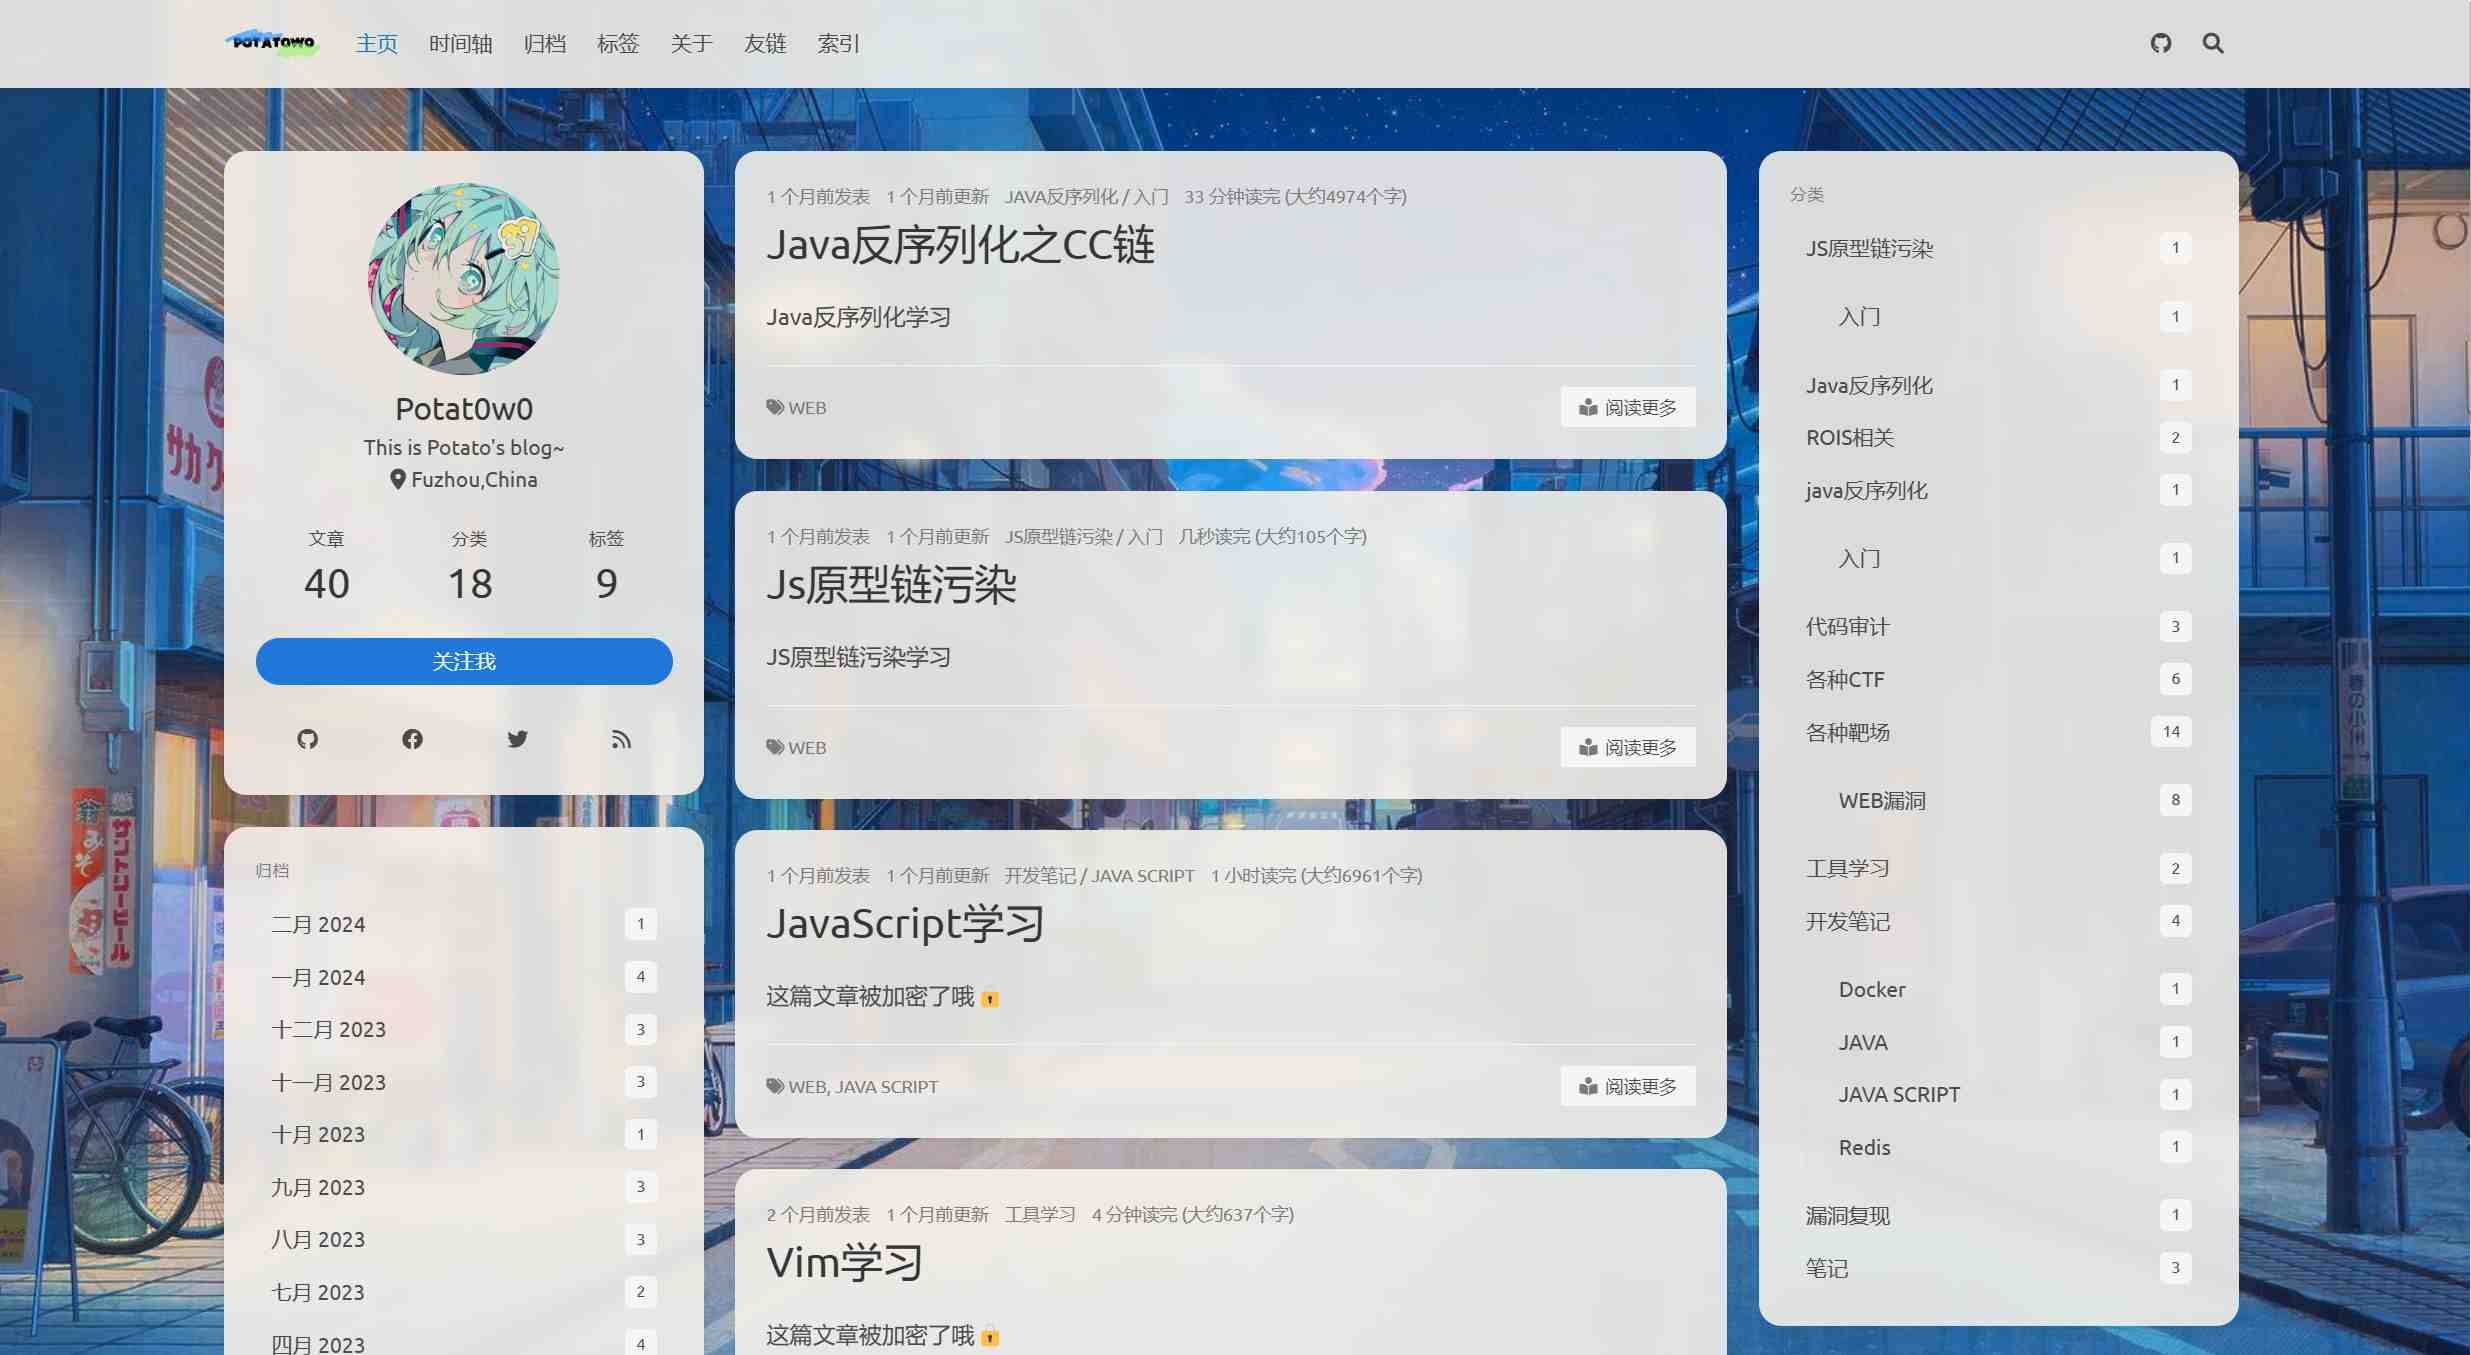 POTATOWO
主页 时间轴 归档 标签 关于 友链 索引
Potat0w0
This is Potato's blog~
Fuzhou,China
文章 分类 标签
40 18 9
关注我
归档
二月 2024 1
一月 2024 4
十二月 2023 3
十一月 2023 3
十月 2023 1
九月 2023 3
八月 2023 3
七月 2023 2
四月 2023 4
1 个月前发表 1 个月前更新 JAVA反序列化 / 入门 33 分钟读完 (大约4974个字)
Java反序列化之CC链
Java反序列化学习
WEB 阅读更多
1 个月前发表 1 个月前更新 JS原型链污染 / 入门 几秒读完 (大约105个字)
Js原型链污染
JS原型链污染学习
WEB 阅读更多
1 个月前发表 1 个月前更新 开发笔记 / JAVA SCRIPT 1 小时读完 (大约6961个字)
JavaScript学习
这篇文章被加密了哦
WEB, JAVA SCRIPT 阅读更多
2 个月前发表 1 个月前更新 工具学习 4 分钟读完 (大约637个字)
Vim学习
这篇文章被加密了哦
分类
JS原型链污染 1
入门 1
Java反序列化 1
ROIS相关 2
java反序列化 1
入门 1
代码审计 3
各种CTF 6
各种靶场 14
WEB漏洞 8
工具学习 2
开发笔记 4
Docker 1
JAVA 1
JAVA SCRIPT 1
Redis 1
漏洞复现 1
笔记 3
サントリービール